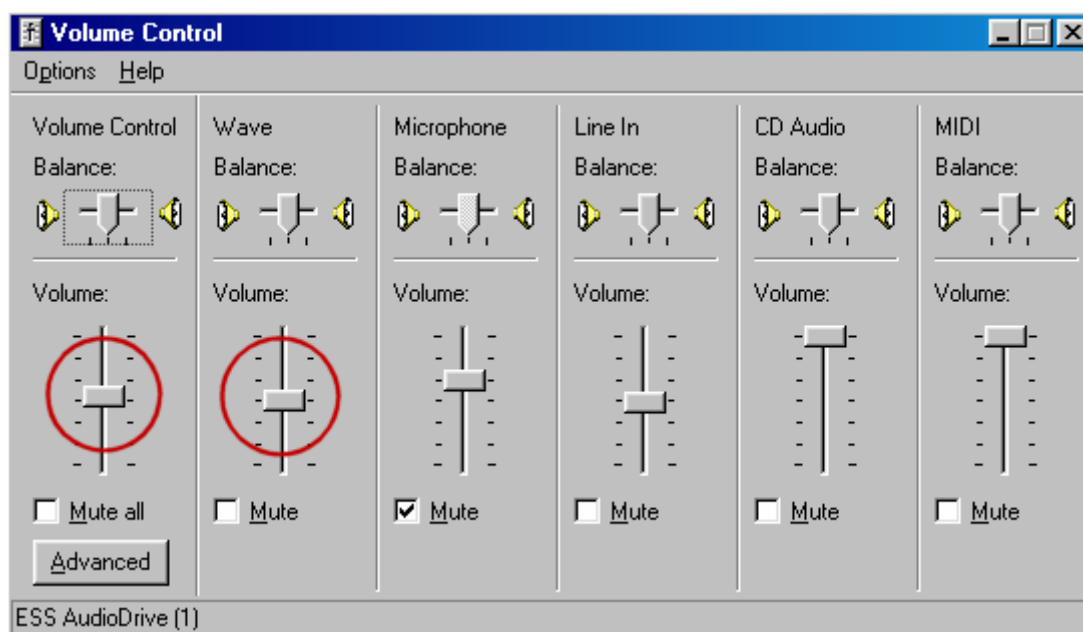 Volume Control
Options Help
Volume Control Wave Microphone Line In CD Audio MIDI
Balance: Balance: Balance: Balance: Balance: Balance:
Volume: Volume: Volume: Volume: Volume: Volume:
Mute all Mute Mute Mute Mute Mute
Advanced
ESS AudioDrive (1)